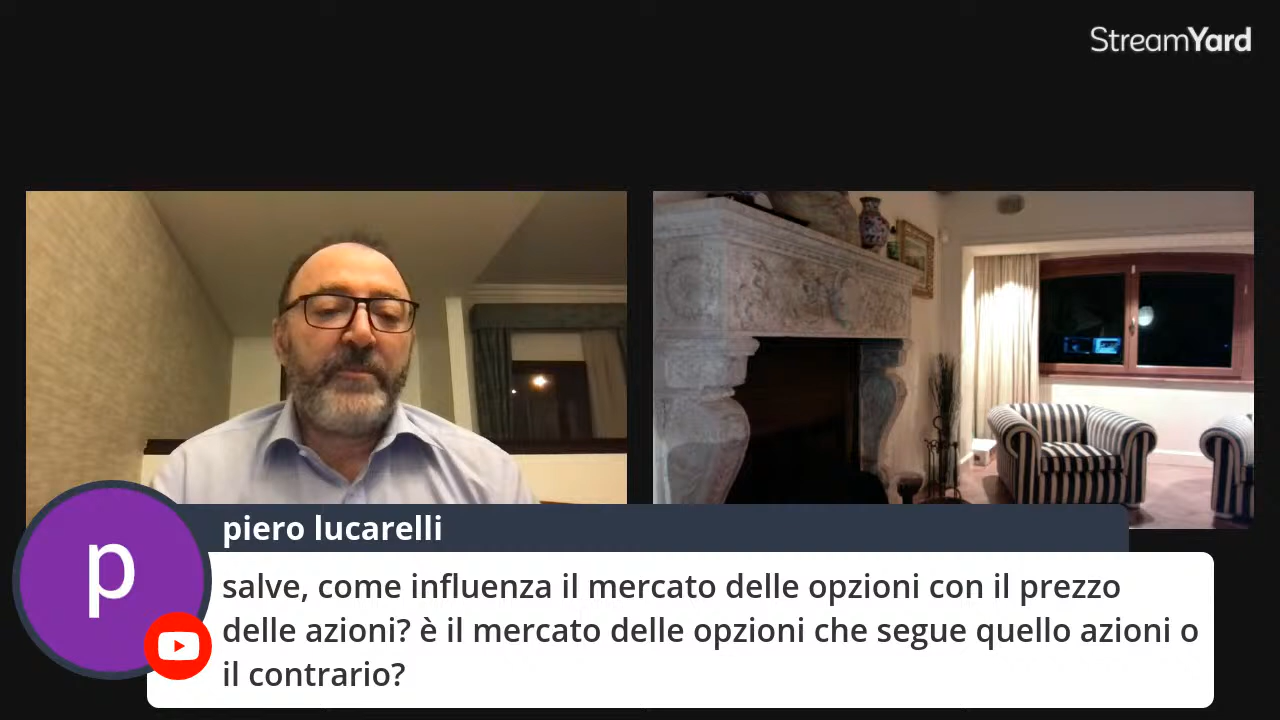 StreamYard
piero lucarelli
p
salve, come influenza il mercato delle opzioni con il prezzo
delle azioni? è il mercato delle opzioni che segue quello azioni o
il contrario?